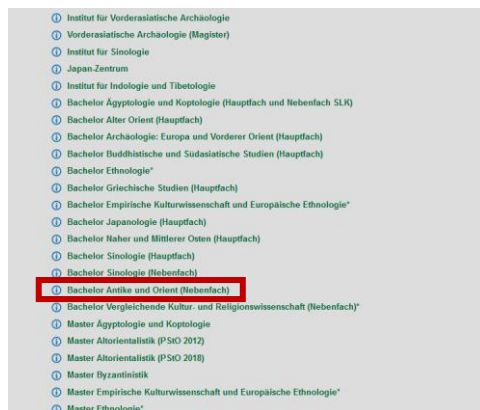 Institut für Vorderasiatische Archäologie
Vorderasiatische Archäologie (Magister)
Institut für Sinologie
Japan-Zentrum
Institut für Indologie und Tibetologie
Bachelor Ägyptologie und Koptologie (Hauptfach und Nebenfach SLK)
Bachelor Alter Orient (Hauptfach)
Bachelor Archäologie: Europa und Vorderer Orient (Hauptfach)
Bachelor Buddhistische und Südasiatische Studien (Hauptfach)
Bachelor Ethnologie*
Bachelor Griechische Studien (Hauptfach)
Bachelor Empirische Kulturwissenschaft und Europäische Ethnologie*
Bachelor Japanologie (Hauptfach)
Bachelor Naher und Mittlerer Osten (Hauptfach)
Bachelor Sinologie (Hauptfach)
Bachelor Sinologie (Nebenfach)
Bachelor Antike und Orient (Nebenfach)
Bachelor Vergleichende Kultur- und Religionswissenschaft (Nebenfach)*
Master Ägyptologie und Koptologie
Master Altorientalistik (PStO 2012)
Master Altorientalistik (PStO 2018)
Master Byzantinistik
Master Empirische Kulturwissenschaft und Europäische Ethnologie*
Master Ethnologie*